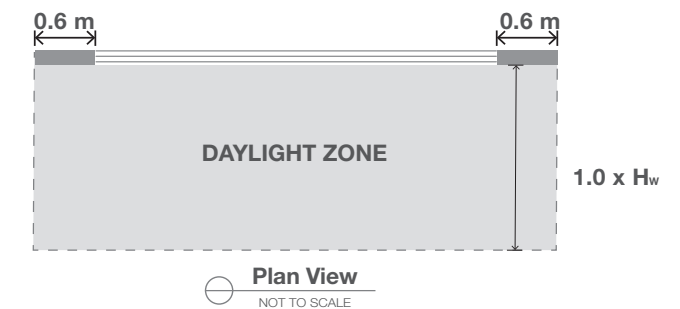 0.6 m 0.6 m
DAYLIGHT ZONE
1.0 x Hw
Plan View
NOT TO SCALE